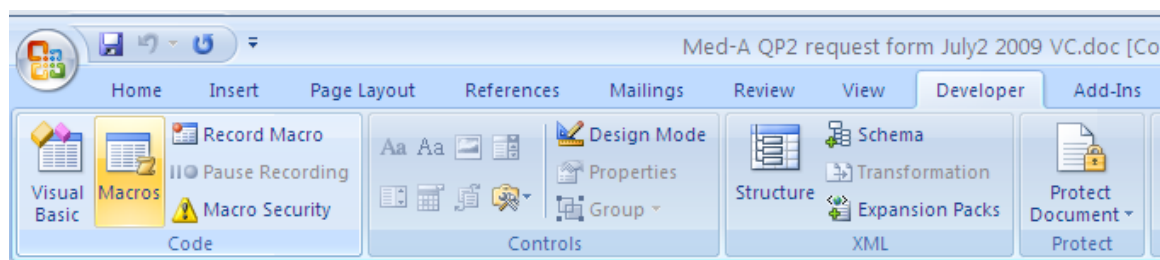 Med-A QP2 request form July2 2009 VC.doc [Co
Home Insert Page Layout References Mailings Review View Developer Add-Ins
Visual Basic
Macros
Record Macro
Pause Recording
Macro Security
Code
Aa Aa
Design Mode
Properties
Group
Controls
Structure
Schema
Transformation
Expansion Packs
XML
Protect
Document
Protect